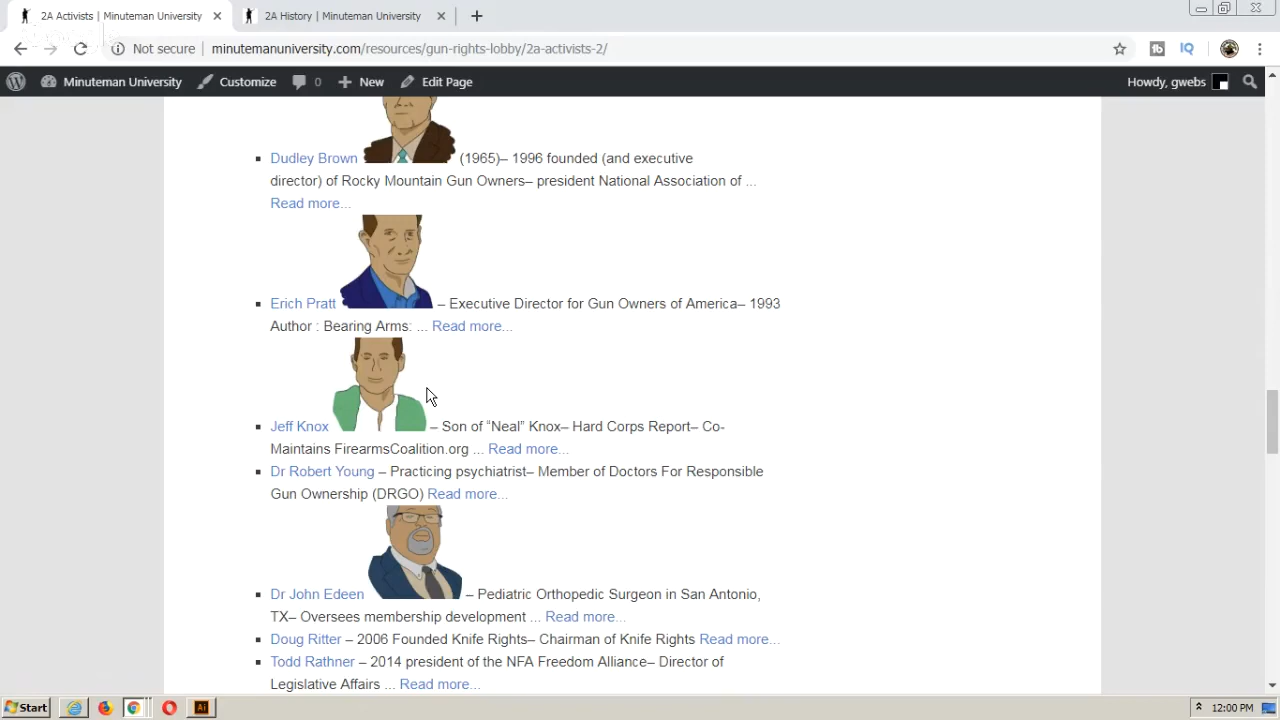 2A Activists | Minuteman University
2A History | Minuteman University
Not secure | minutemanuniversity.com/resources/gun-rights-lobby/2a-activists-2/
Minuteman University Customize 0 New Edit Page Howdy, gwebs
Dudley Brown (1965)– 1996 founded (and executive
director) of Rocky Mountain Gun Owners– president National Association of ...
Read more...
Erich Pratt – Executive Director for Gun Owners of America– 1993
Author : Bearing Arms: ... Read more...
Jeff Knox – Son of “Neal” Knox– Hard Corps Report– Co-
Maintains FirearmsCoalition.org ... Read more...
Dr Robert Young – Practicing psychiatrist– Member of Doctors For Responsible
Gun Ownership (DRGO) Read more...
Dr John Edeen – Pediatric Orthopedic Surgeon in San Antonio,
TX– Oversees membership development ... Read more...
Doug Ritter – 2006 Founded Knife Rights– Chairman of Knife Rights Read more...
Todd Rathner – 2014 president of the NFA Freedom Alliance– Director of
Legislative Affairs ... Read more...
Start Ai 12:00 PM